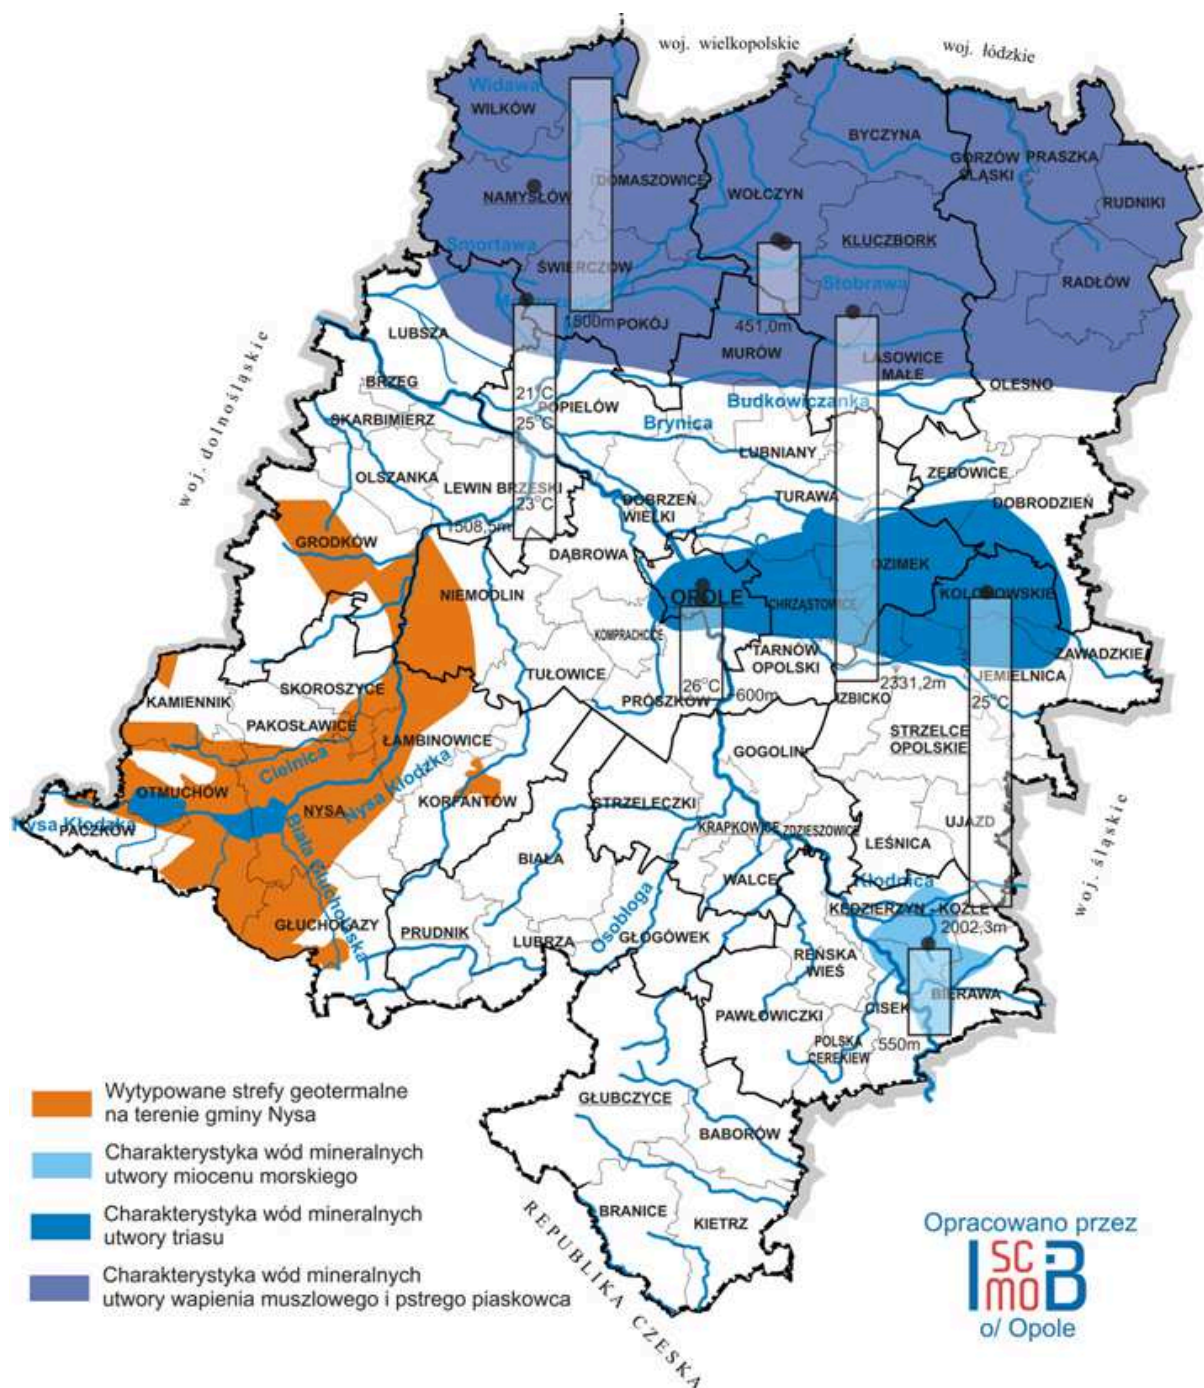 woj. wielkopolskie
woj. łódzkie
Widawa
WILKÓW
BYCZYNA
GORZÓW
ŚLĄSKI
PRASZKA
NAMYSŁÓW
DOMASZOWICE
WOŁCZYN
RUDNIKI
Smortawa
KLUCZBORK
ŚWIERCZÓW
Stobrawa
RADŁÓW
1500m
POKÓJ
451,0m
LUBSZA
MURÓW
LASOWICE
MAŁE
OLESNO
BRZEG
21°C
POPIELÓW
Budkowiczanka
SKARBIMIERZ
25°C
Brynica
woj. dolnośląskie
ŁUBNIANY
ZĘBOWICE
OLSZANKA
LEWIN BRZESKI
23°C
DOBRZEŃ
WIELKI
TURAWA
DOBRODZIEŃ
1508,5m
GRODKÓW
DĄBROWA
OZIMEK
NIEMODLIN
OPOLE
CHRZĄSTOWICE
KOLONOWSKIE
KOMPRACHCICE
TARNÓW
OPOLSKI
ZAWADZKIE
SKOROSZYCE
TUŁOWICE
26°C
600m
PRÓSZKÓW
IZBICKO
2331,2m
JEMIELNICA
25°C
KAMIENNIK
PAKOSŁAWICE
ŁAMBINOWICE
GOGOLIN
STRZELCE
OPOLSKIE
Cielnica
OTMUCHÓW
NYSA
Nysa Kłodzka
KORFANTÓW
STRZELECZKI
Nysa Kłodzka
PACZKÓW
KRAPKOWICE
ZDZIESZOWICE
UJAZD
LEŚNICA
woj. śląskie
Biała Głuchołaska
BIAŁA
WALCE
Kłodnica
KĘDZIERZYN - KOŹLE
2002,3m
GŁUCHOŁAZY
PRUDNIK
LUBRZA
Osobłoga
GŁOGÓWEK
REŃSKA
WIEŚ
BIERAWA
CISEK
PAWŁOWICZKI
POLSKA
CEREKIEW
550m
GŁUBCZYCE
BABORÓW
BRANICE
KIETRZ
REPUBLIKA CZESKA
Wytypowane strefy geotermalne
na terenie gminy Nysa
Charakterystyka wód mineralnych
utwory miocenu morskiego
Charakterystyka wód mineralnych
utwory triasu
Charakterystyka wód mineralnych
utwory wapienia muszlowego i pstrego piaskowca
Opracowano przez
ISCMOiB
o/ Opole